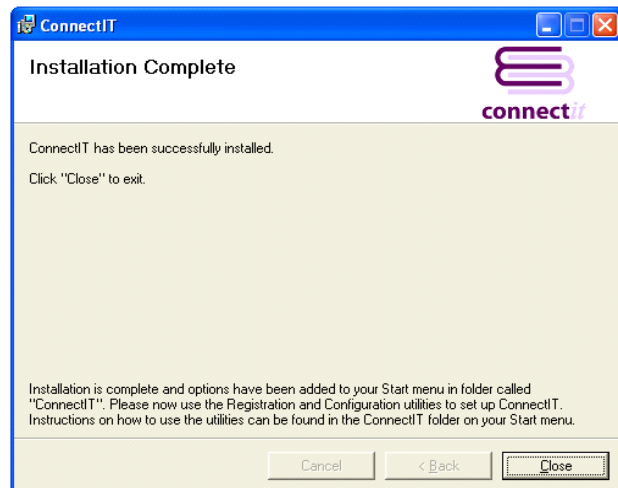 ConnectIT
Installation Complete
connectit
ConnectIT has been successfully installed.
Click "Close" to exit.
Installation is complete and options have been added to your Start menu in folder called
"ConnectIT". Please now use the Registration and Configuration utilities to set up ConnectIT.
Instructions on how to use the utilities can be found in the ConnectIT folder on your Start menu.
Cancel
< Back
Close